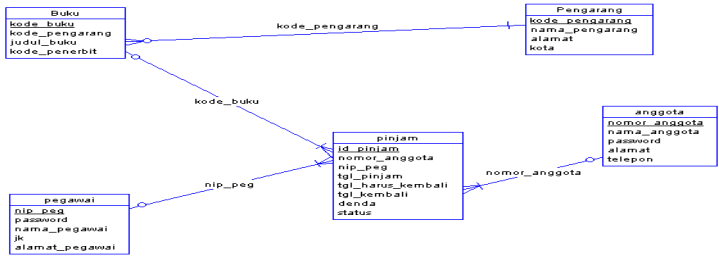 Buku
kode_buku
kode_pengarang
judul_buku
kode_penerbit
kode_pengarang
Pengarang
kode_pengarang
nama_pengarang
alamat
kota
kode_buku
pinjam
id_pinjam
nomor_anggota
nip_peg
tgl_pinjam
tgl_harus_kembali
tgl_kembali
denda
status
anggota
nomor_anggota
nama_anggota
password
alamat
telepon
nomor_anggota
nip_peg
pegawai
nip_peg
password
nama_pegawai
jk
alamat_pegawai